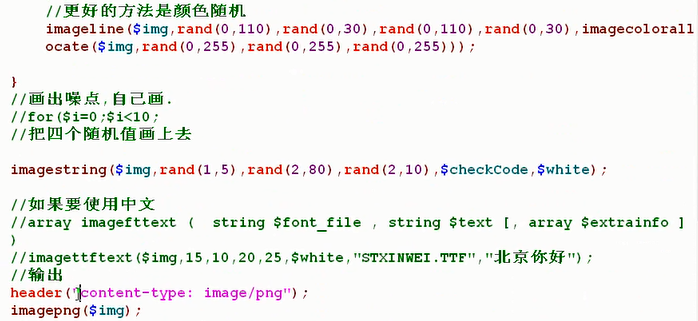 //更好的方法是颜色随机
imageline($img,rand(0,110),rand(0,30),rand(0,110),rand(0,30),imagecolorall
ocate($img,rand(0,255),rand(0,255),rand(0,255)));
}
//画出噪点,自己画.
//for($i=0;$i<10;
//把四个随机值画上去
imagestring($img,rand(1,5),rand(2,80),rand(2,10),$checkCode,$white);
//如果要使用中文
//array imagefttext ( string $font_file , string $text [, array $extrainfo ]
)
//imagettftext($img,15,10,20,25,$white,"STXINWEI.TTF","北京你好");
//输出
header("content-type: image/png");
imagepng($img);